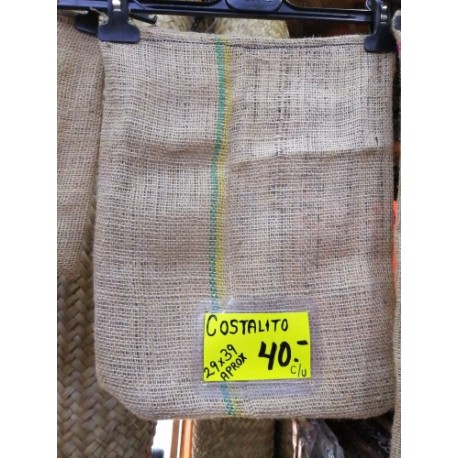 COSTALITO
29x39 40.-
APROX c/u